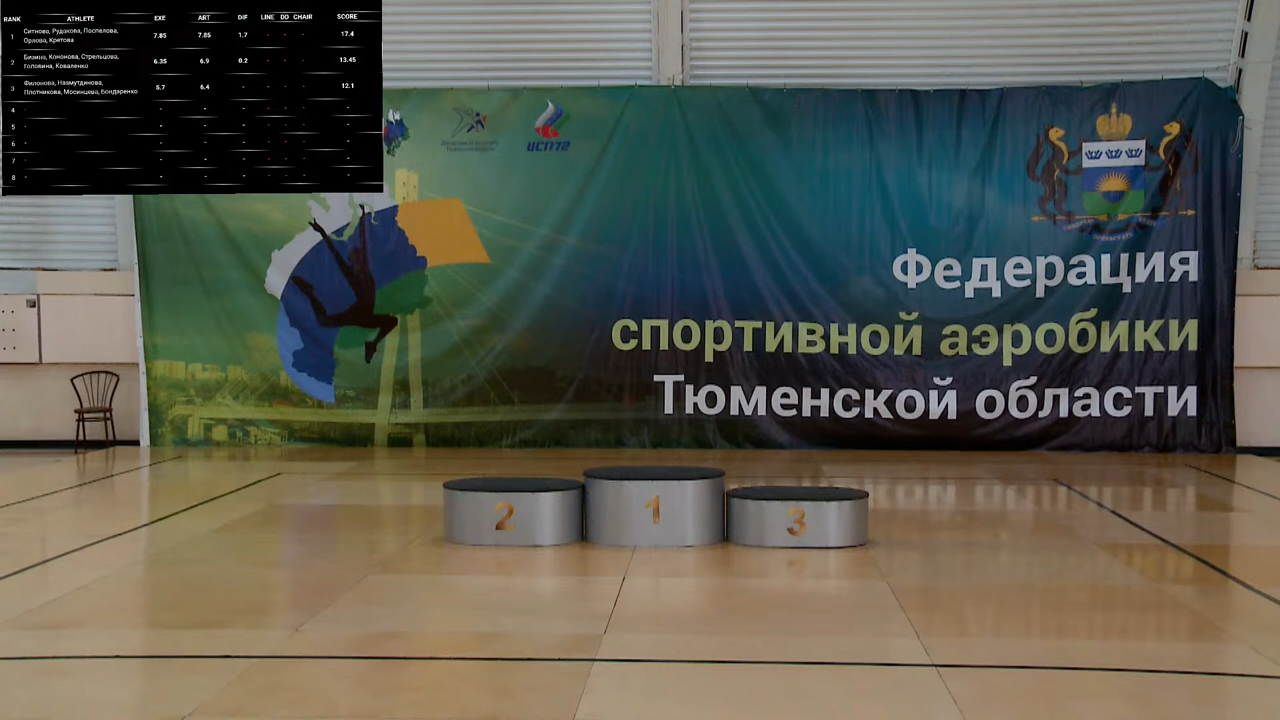 RANK ATHLETE EXE ART DIF LINE DO CHAIR SCORE
1 Ситнова, Рудакова, Поспелова, 7.85 7.85 1.7 - - - 17.4
Орлова, Кретова
2 Бизина, Кононова, Стрельцова, 6.35 6.9 0.2 - - - 13.45
Головина, Коваленко
3 Филонова, Назмутдинова, 5.7 6.4 - - - - 12.1
Плотникова, Мосинцева, Бондаренко
4 - - - - - - - -
5 - - - - - - - -
6 - - - - - - - -
7 - - - - - - - -
8 - - - - - - - -
ЦСП72
Федерация
спортивной аэробики
Тюменской области
2 1 3